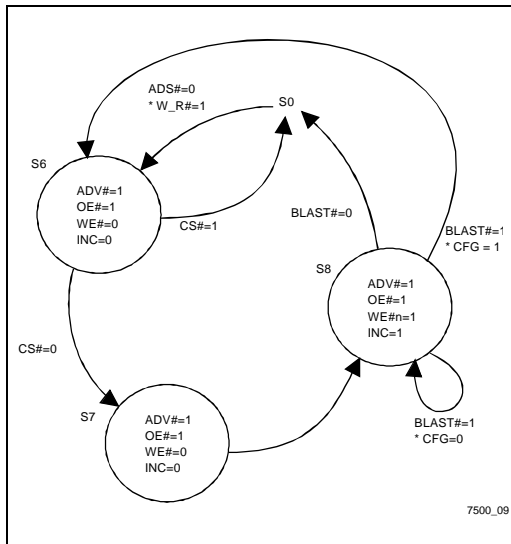 ADS#=0
* W_R#=1
S0
S6
ADV#=1
OE#=1
WE#=0
INC=0
CS#=1
BLAST#=0
BLAST#=1
* CFG = 1
S8
ADV#=1
OE#=1
WE#n=1
INC=1
CS#=0
S7
ADV#=1
OE#=1
WE#=0
INC=0
BLAST#=1
* CFG=0
7500_09